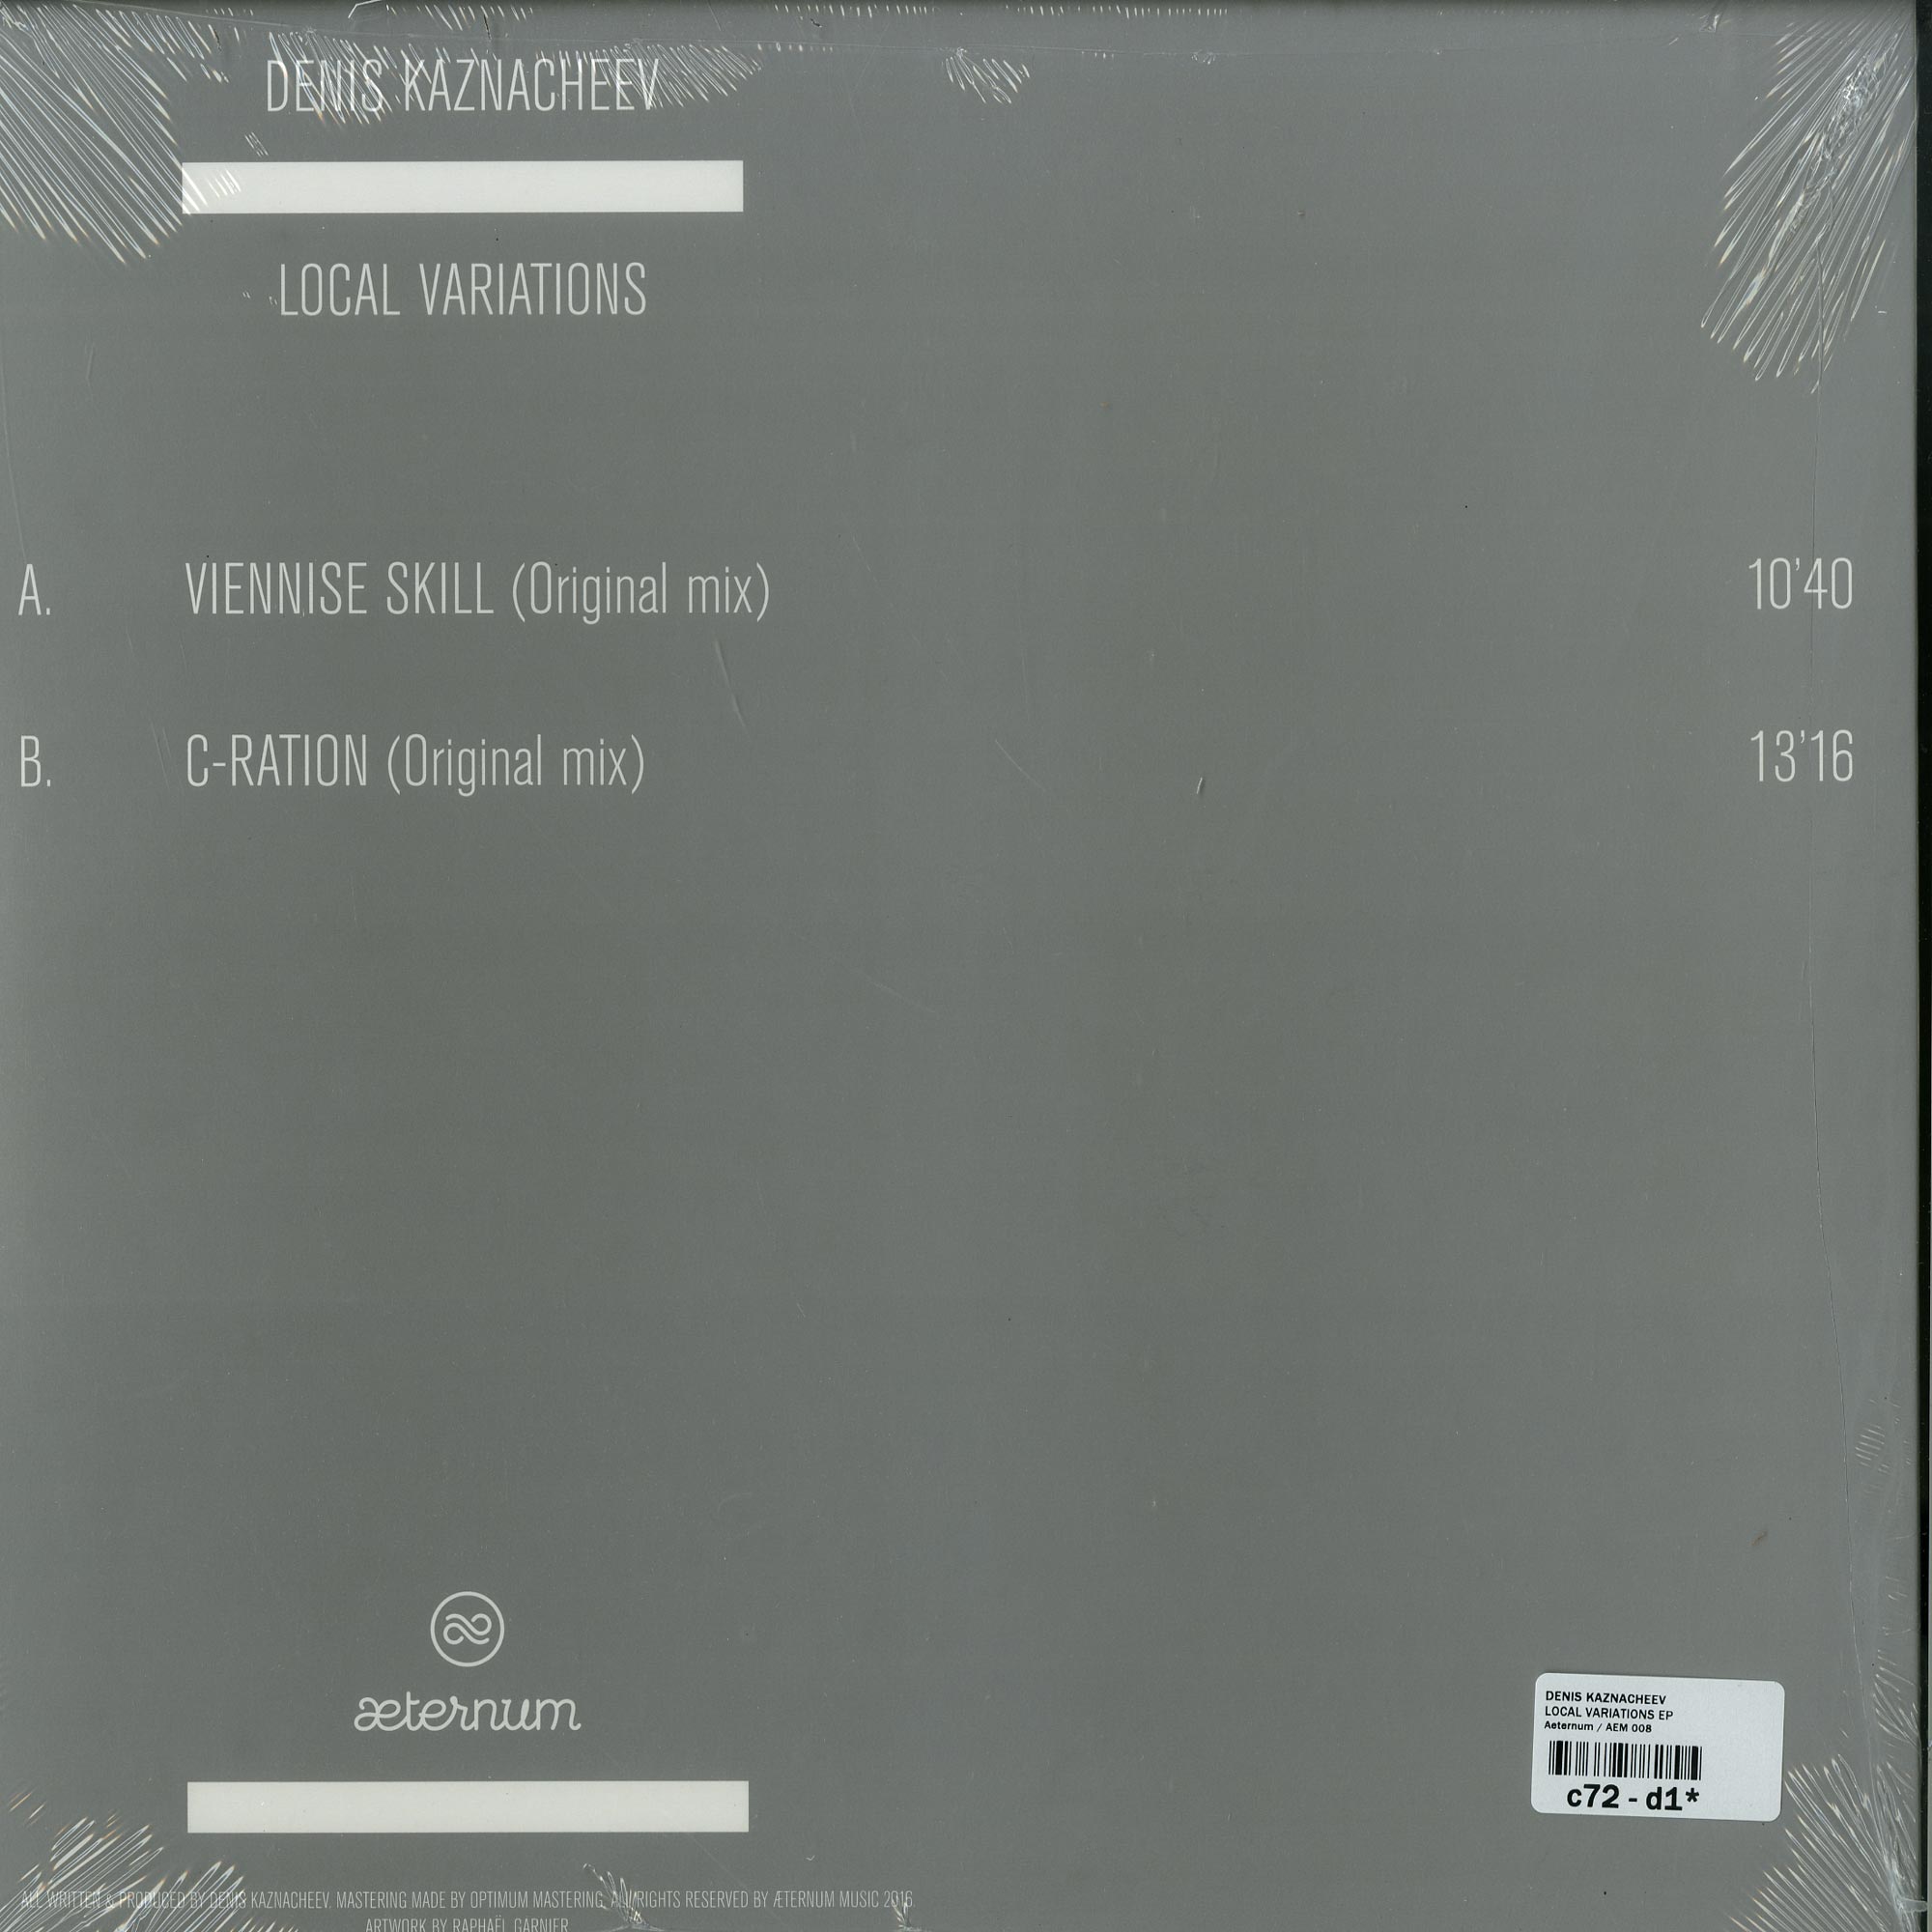 DENIS KAZNACHEEV
LOCAL VARIATIONS
A. VIENNISE SKILL (Original mix) 10’40
B. C-RATION (Original mix) 13’16
æternum
DENIS KAZNACHEEV
LOCAL VARIATIONS EP
Aeternum / AEM 008
c72 - d1*
ALL WRITTEN & PRODUCED BY DENIS KAZNACHEEV. MASTERING MADE BY OPTIMUM MASTERING. ALL RIGHTS RESERVED BY ÆTERNUM MUSIC 2016.
ARTWORK BY RAPHAËL GARNIER